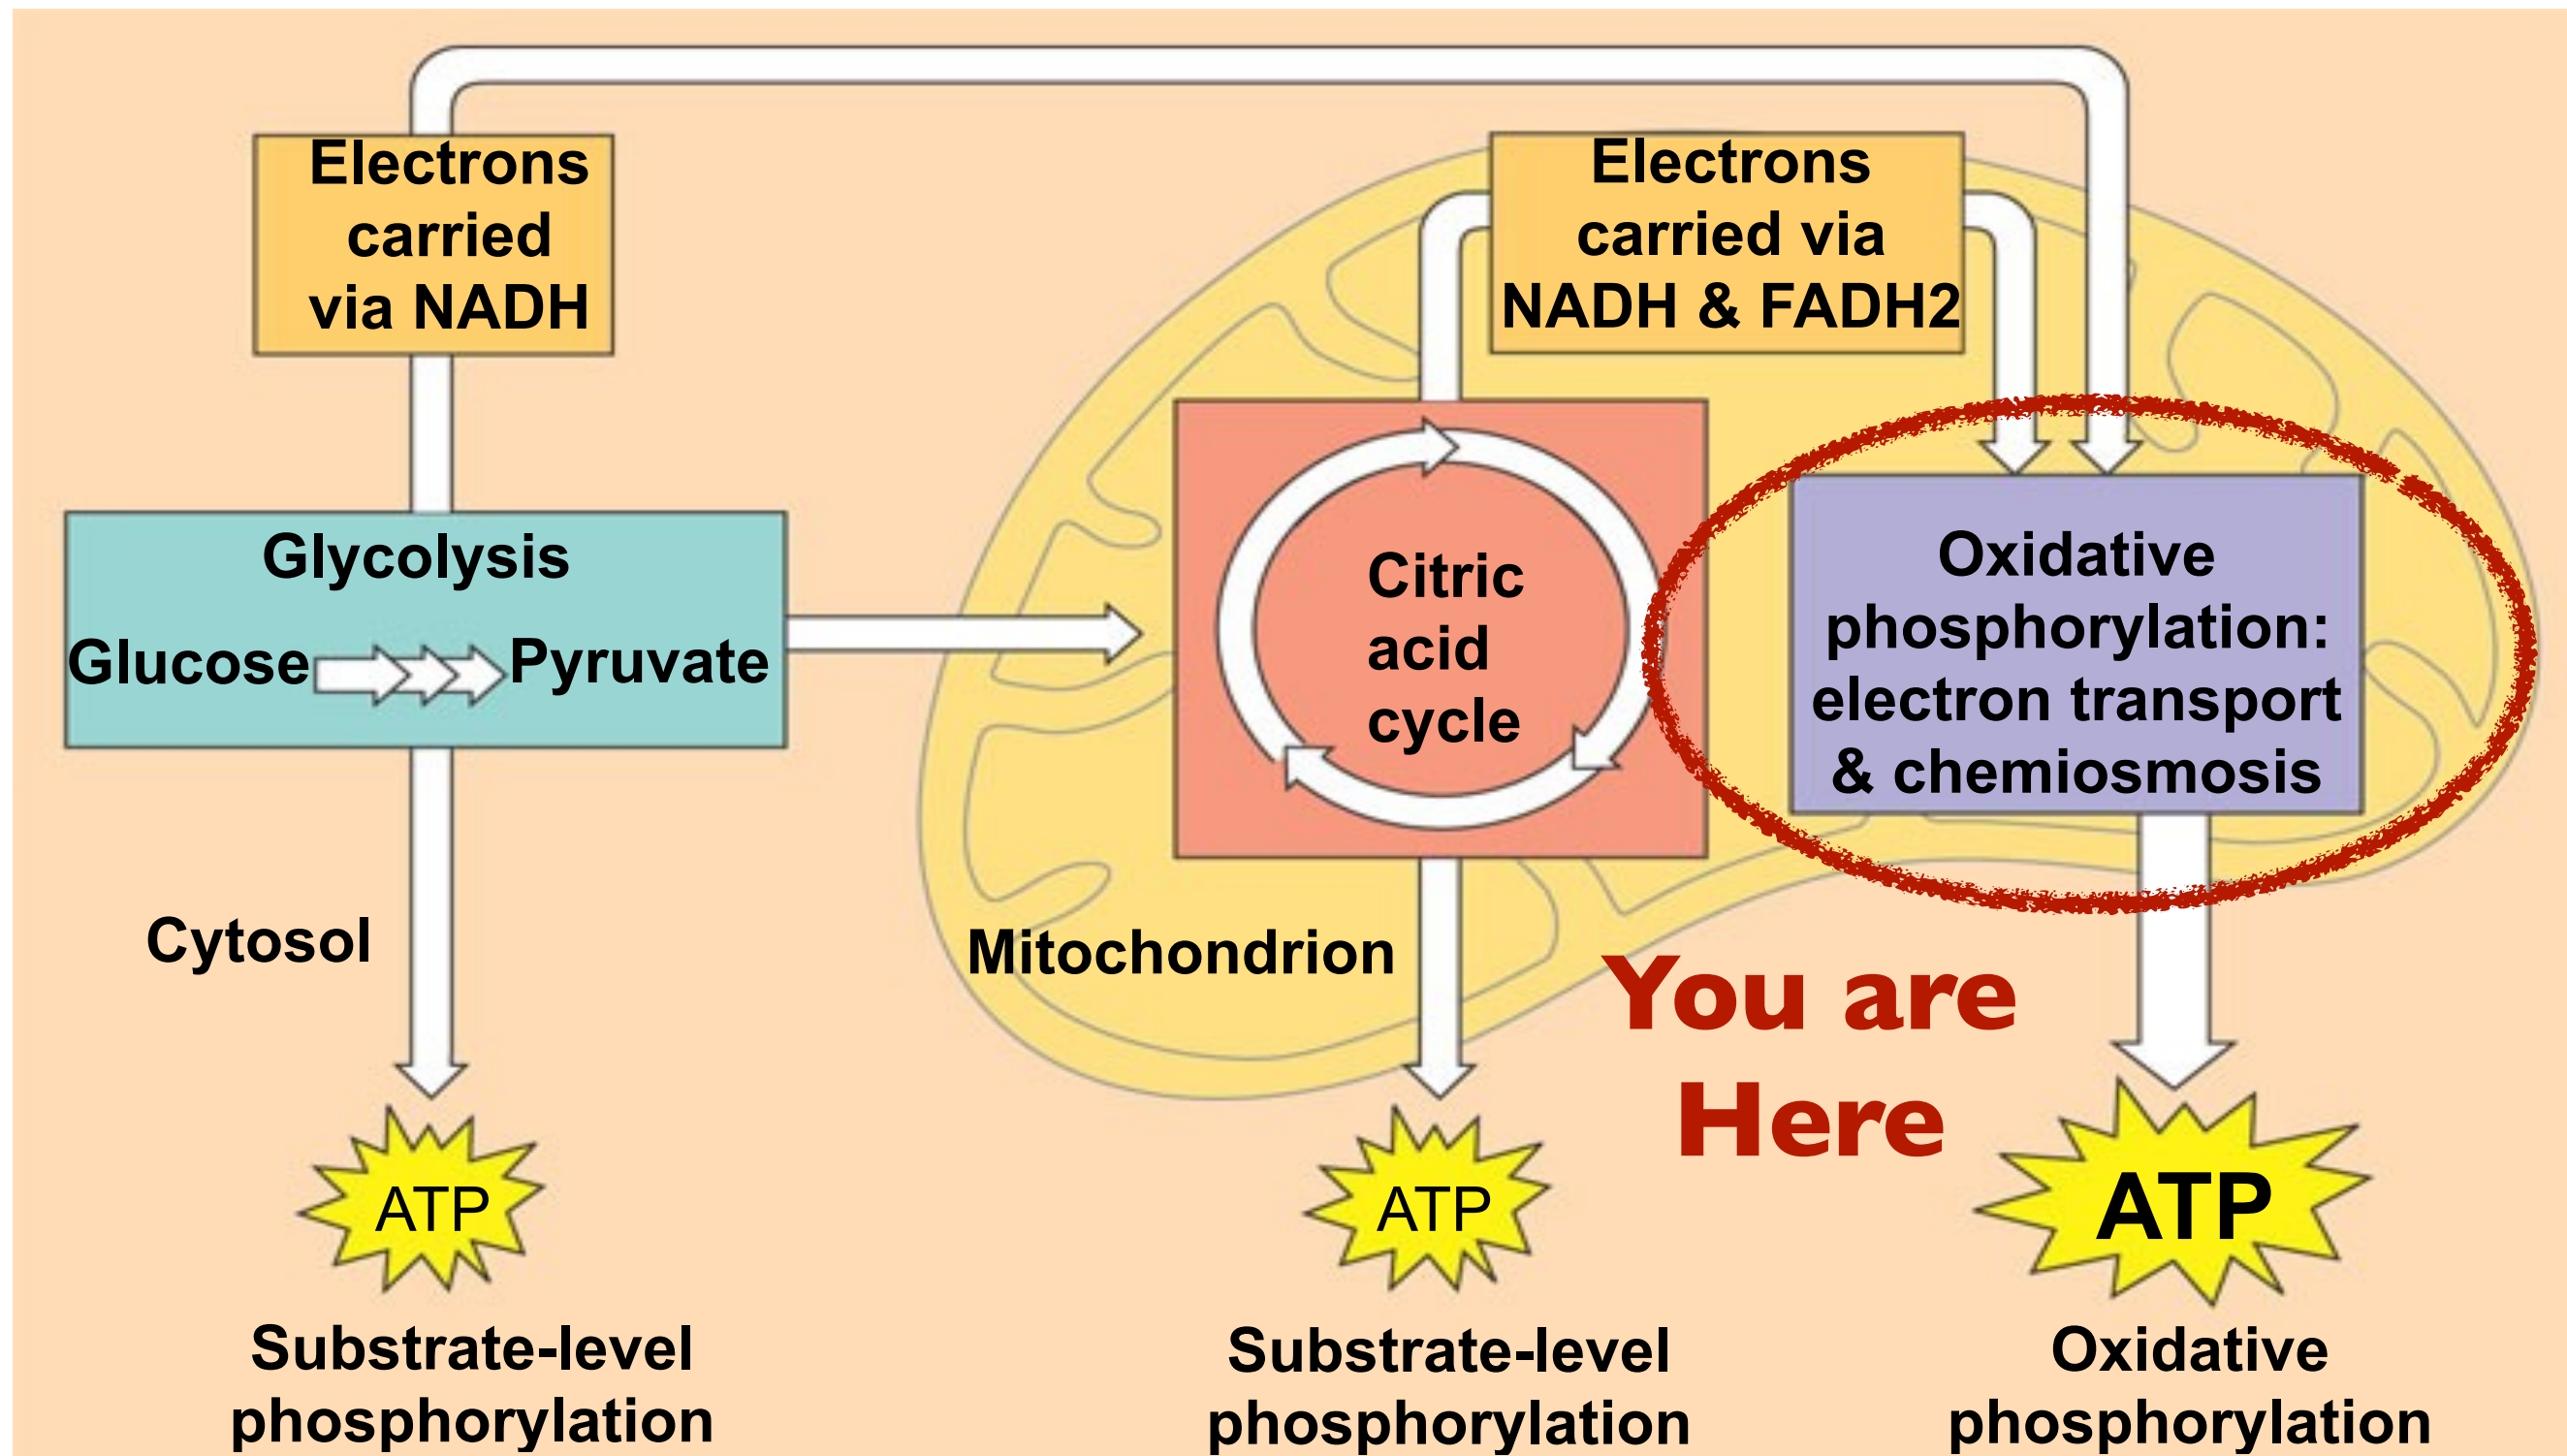 Electrons
carried
via NADH
Electrons
carried via
NADH & FADH2
Glycolysis
Glucose Pyruvate
Citric
acid
cycle
Oxidative
phosphorylation:
electron transport
& chemiosmosis
Cytosol
Mitochondrion
You are
Here
ATP
ATP
ATP
Substrate-level
phosphorylation
Substrate-level
phosphorylation
Oxidative
phosphorylation